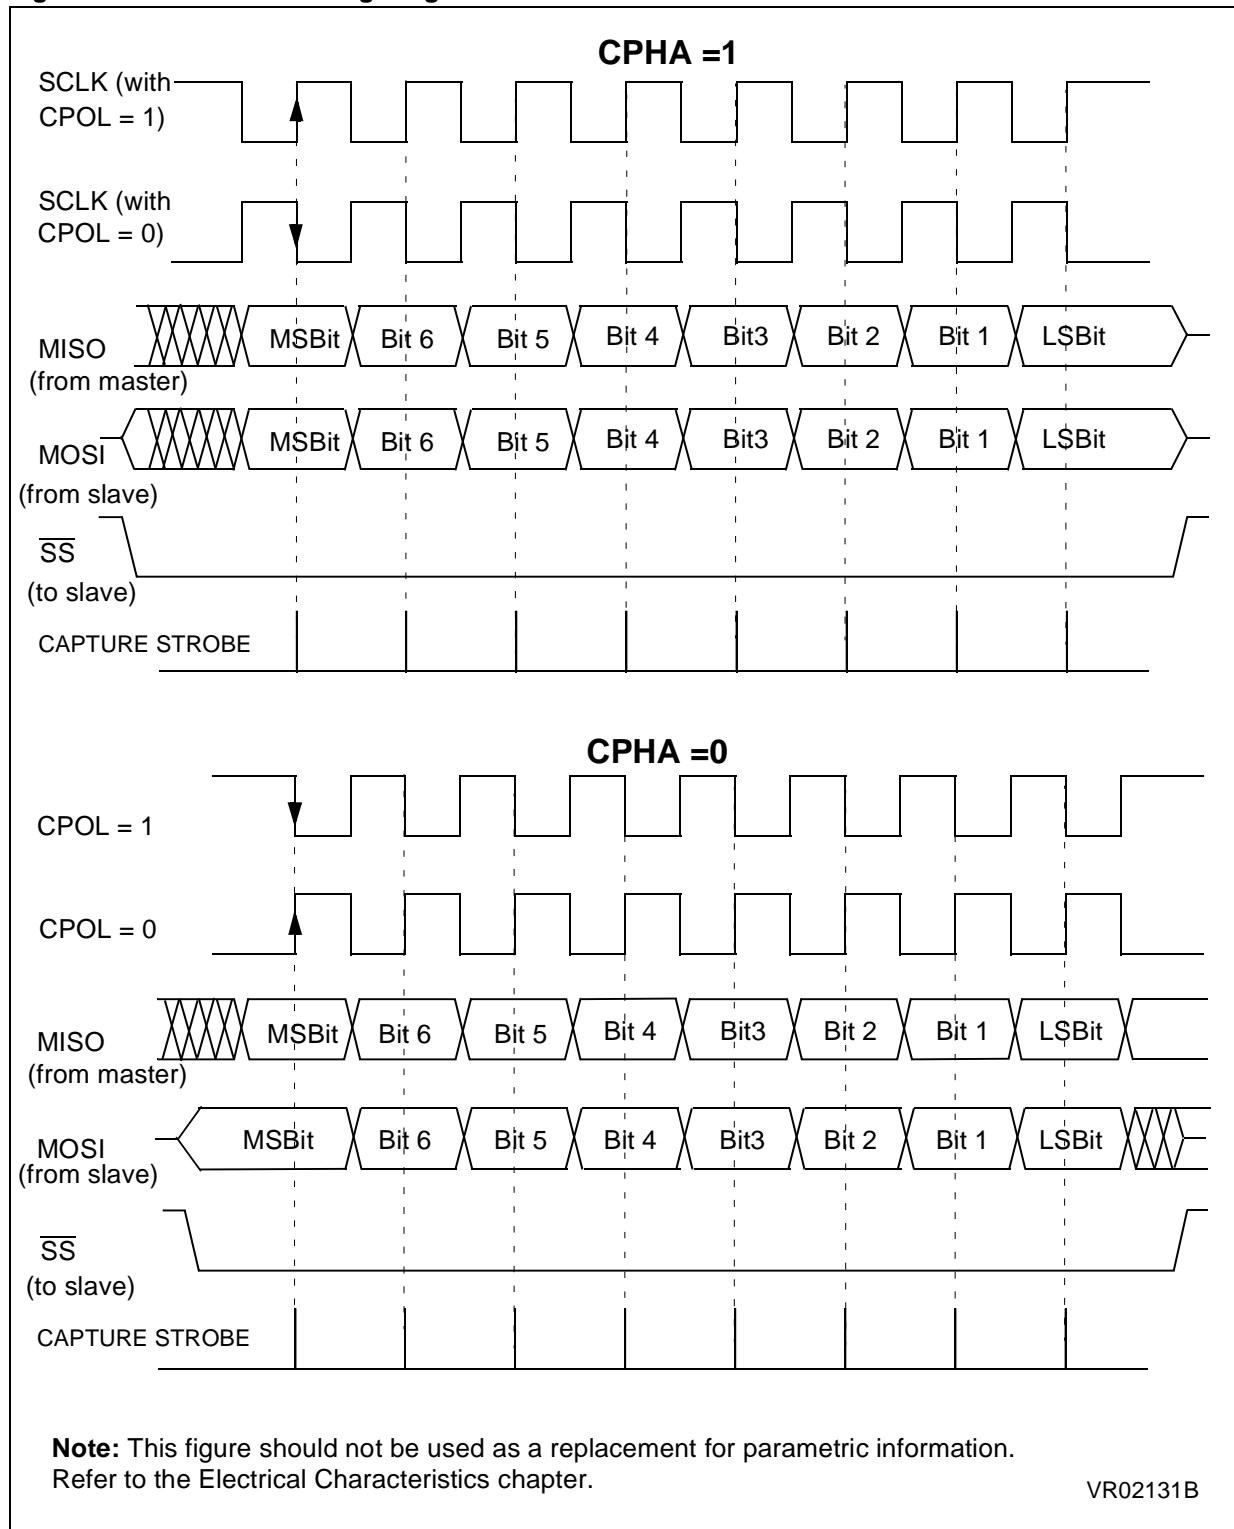 CPHA =1
SCLK (with
CPOL = 1)
SCLK (with
CPOL = 0)
MISO
(from master)
MSBit Bit 6 Bit 5 Bit 4 Bit3 Bit 2 Bit 1 LSBit
MOSI
(from slave)
MSBit Bit 6 Bit 5 Bit 4 Bit3 Bit 2 Bit 1 LSBit
SS
(to slave)
CAPTURE STROBE
CPHA =0
CPOL = 1
CPOL = 0
MISO
(from master)
MSBit Bit 6 Bit 5 Bit 4 Bit3 Bit 2 Bit 1 LSBit
MOSI
(from slave)
MSBit Bit 6 Bit 5 Bit 4 Bit3 Bit 2 Bit 1 LSBit
SS
(to slave)
CAPTURE STROBE
Note: This figure should not be used as a replacement for parametric information.
Refer to the Electrical Characteristics chapter.
VR02131B